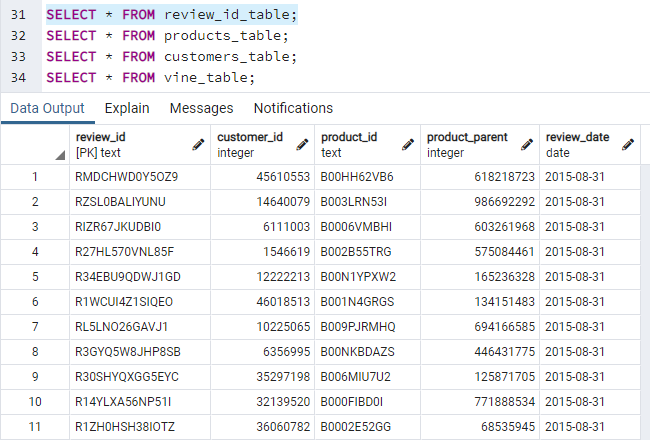 31 SELECT * FROM review_id_table;
32 SELECT * FROM products_table;
33 SELECT * FROM customers_table;
34 SELECT * FROM vine_table;
Data Output Explain Messages Notifications
review_id customer_id product_id product_parent review_date
[PK] text integer text integer date
1 RMDCHWD0Y5OZ9 45610553 B00HH62VB6 618218723 2015-08-31
2 RZSL0BALIYUNU 14640079 B003LRN53I 986692292 2015-08-31
3 RIZR67JKUDBI0 6111003 B0006VMBHI 603261968 2015-08-31
4 R27HL570VNL85F 1546619 B002B55TRG 575084461 2015-08-31
5 R34EBU9QDWJ1GD 12222213 B00N1YPXW2 165236328 2015-08-31
6 R1WCUI4Z1SIQEO 46018513 B001N4GRGS 134151483 2015-08-31
7 RL5LNO26GAVJ1 10225065 B009PJRMHQ 694166585 2015-08-31
8 R3GYQ5W8JHP8SB 6356995 B00NKBDAZS 446431775 2015-08-31
9 R30SHYQXGG5EYC 35297198 B006MIU7U2 125871705 2015-08-31
10 R14YLXA56NP51I 32139520 B000FIBD0I 771888534 2015-08-31
11 R1ZH0HSH38IOTZ 36060782 B0002E52GG 68535945 2015-08-31